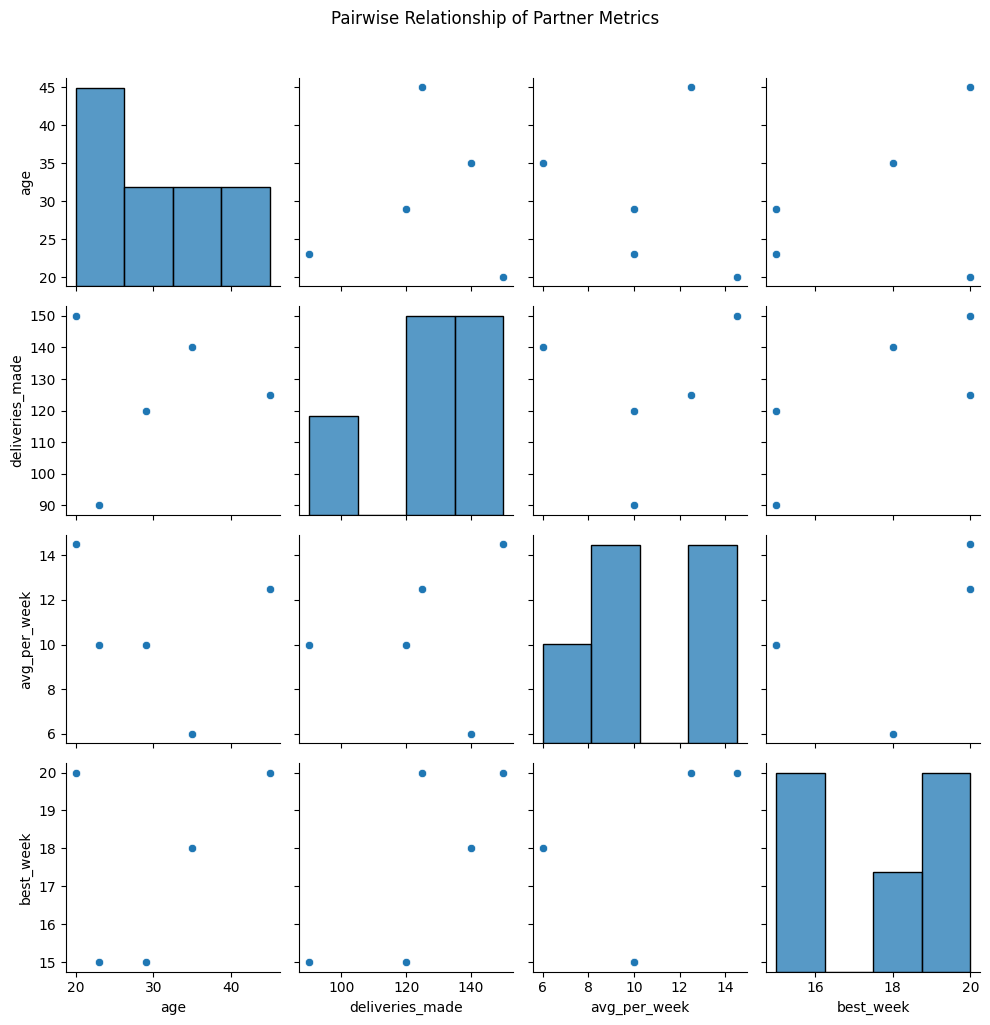 Pairwise Relationship of Partner Metrics
45
40
35
30
25
20
age
150
140
130
120
110
100
90
deliveries_made
14
12
10
8
6
avg_per_week
20
19
18
17
16
15
best_week
20 30 40
100 120 140
6 8 10 12 14
16 18 20
age
deliveries_made
avg_per_week
best_week